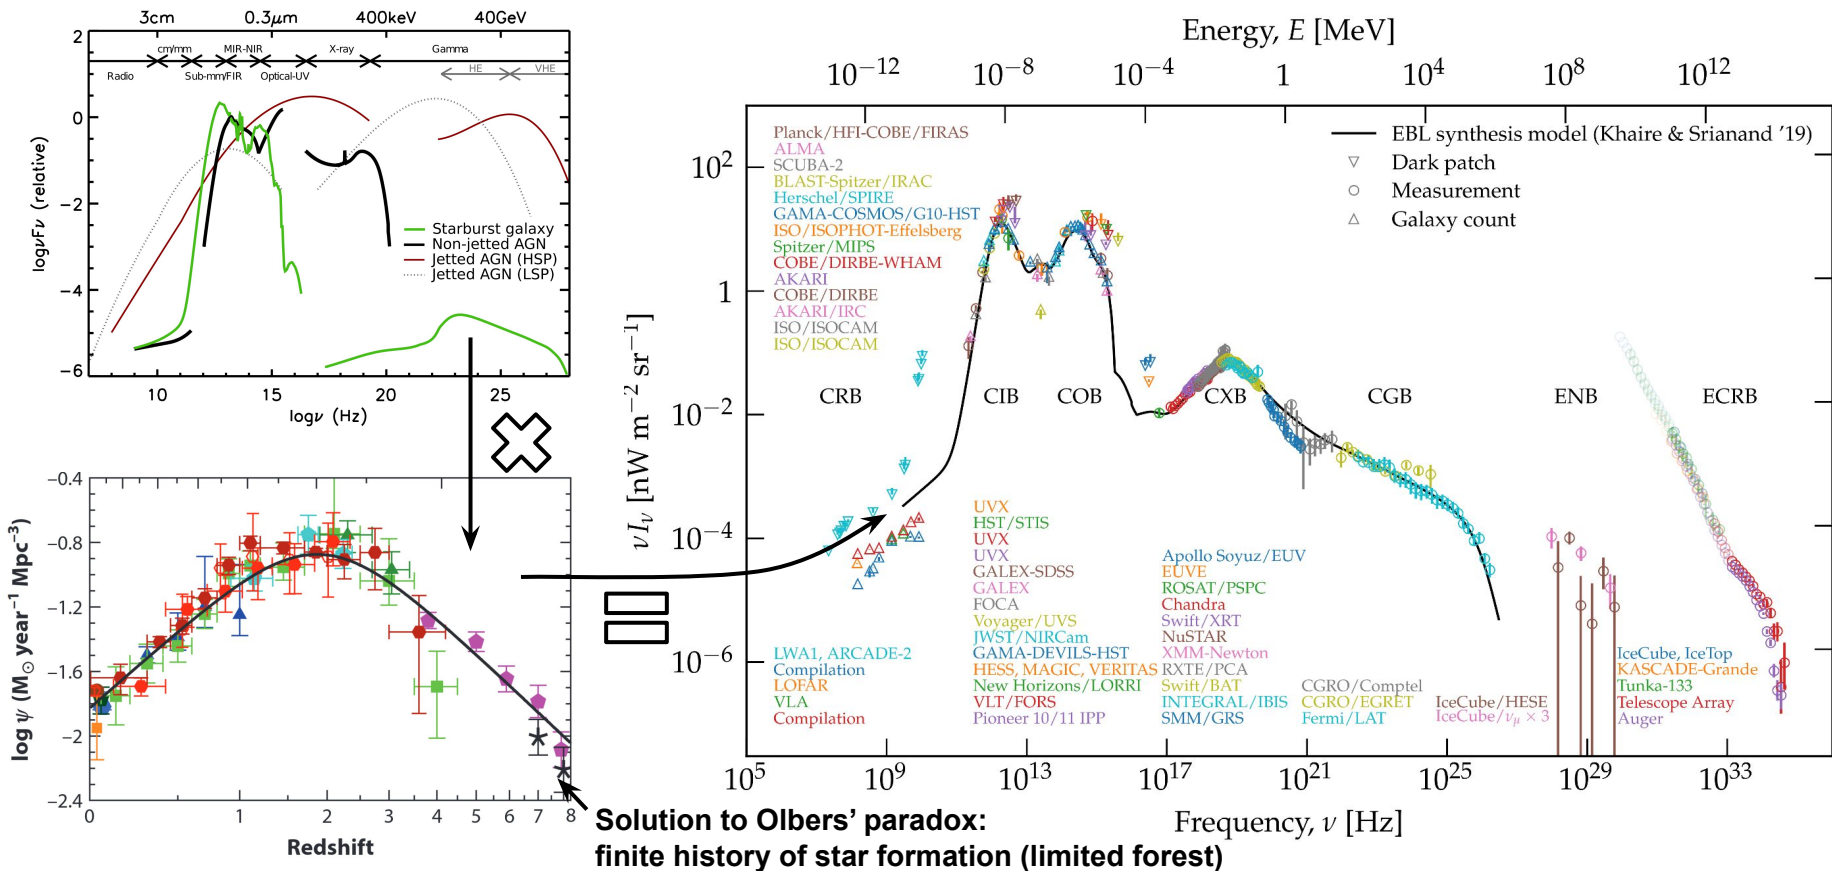 3cm 0.3μm 400keV 40GeV
cm/mm MIR-NIR X-ray Gamma
Radio Sub-mm/FIR Optical-UV HE VHE
logνFν (relative)
2
0
−2
−4
−6
Starburst galaxy
Non-jetted AGN
Jetted AGN (HSP)
Jetted AGN (LSP)
10 15 20 25
logν (Hz)
log ψ (M⊙ year−1 Mpc−3)
−0.4
−0.8
−1.2
−1.6
−2
−2.4
0 1 2 3 4 5 6 7 8
Redshift
Solution to Olbers’ paradox:
finite history of star formation (limited forest)
Energy, E [MeV]
10−12 10−8 10−4 1 104 108 1012
νIν [nW m−2 sr−1]
102
1
10−2
10−4
10−6
EBL synthesis model (Khaire & Srianand ’19)
Dark patch
Measurement
Galaxy count
Planck/HFI-COBE/FIRAS
ALMA
SCUBA-2
BLAST-Spitzer/IRAC
Herschel/SPIRE
GAMA-COSMOS/G10-HST
ISO/ISOPHOT-Effelsberg
Spitzer/MIPS
COBE/DIRBE-WHAM
AKARI
COBE/DIRBE
AKARI/IRC
ISO/ISOCAM
ISO/ISOCAM
CRB CIB COB CXB CGB ENB ECRB
LWA1, ARCADE-2
Compilation
LOFAR
VLA
Compilation
UVX
HST/STIS
UVX
UVX
GALEX-SDSS
GALEX
FOCA
Voyager/UVS
JWST/NIRCam
GAMA-DEVILS-HST
HESS, MAGIC, VERITAS
New Horizons/LORRI
VLT/FORS
Pioneer 10/11 IPP
Apollo Soyuz/EUV
EUVE
ROSAT/PSPC
Chandra
Swift/XRT
NuSTAR
XMM-Newton
RXTE/PCA
Swift/BAT
INTEGRAL/IBIS
SMM/GRS
CGRO/Comptel
CGRO/EGRET
Fermi/LAT
IceCube/HESE
IceCube/νμ × 3
IceCube, IceTop
KASCADE-Grande
Tunka-133
Telescope Array
Auger
105 109 1013 1017 1021 1025 1029 1033
Frequency, ν [Hz]